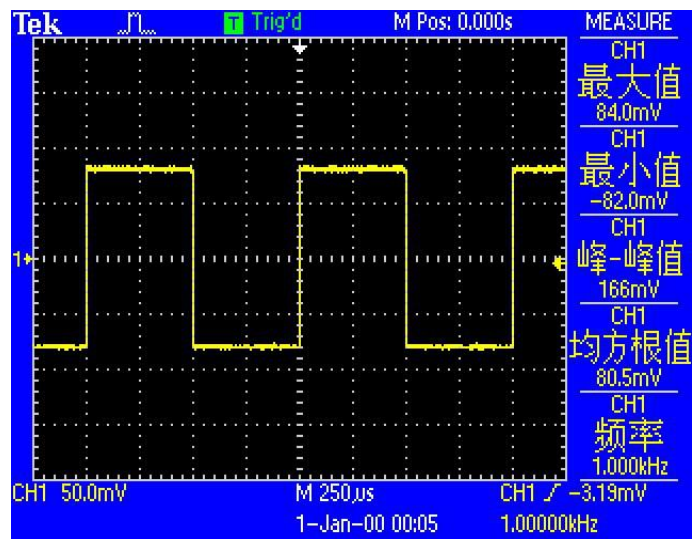 Tek
T Trig'd
M Pos: 0.000s
MEASURE
CH1
最大值
84.0mV
CH1
最小值
-82.0mV
CH1
峰-峰值
166mV
CH1
均方根值
80.5mV
CH1
频率
1.000kHz
1
CH1 50.0mV
M 250µs
CH1
-3.19mV
1-Jan-00 00:05
1.00000kHz